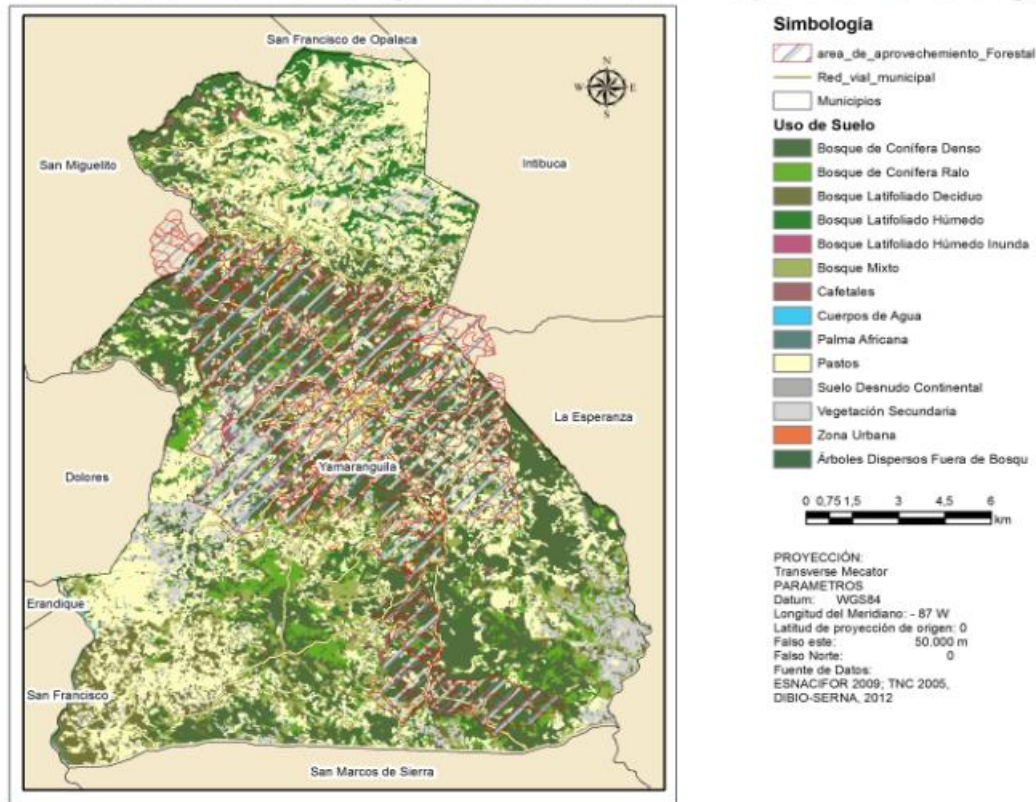 San Francisco de Opalaca
N
W
E
S
San Miguelito
Intibuca
La Esperanza
Yamaranguila
Dolores
Erandique
San Francisco
San Marcos de Sierra
Simbología
area_de_aprovechemiento_Forestal
Red_vial_municipal
Municipios
Uso de Suelo
Bosque de Conífera Denso
Bosque de Conífera Ralo
Bosque Latifoliado Deciduo
Bosque Latifoliado Húmedo
Bosque Latifoliado Húmedo Inunda
Bosque Mixto
Cafetales
Cuerpos de Agua
Palma Africana
Pastos
Suelo Desnudo Continental
Vegetación Secundaria
Zona Urbana
Árboles Dispersos Fuera de Bosqu
0 0,75 1,5 3 4,5 6
km
PROYECCIÓN:
Transverse Mecator
PARAMETROS
Datum: WGS84
Longitud del Meridiano: - 87 W
Latitud de proyección de origen: 0
Falso este: 50.000 m
Falso Norte: 0
Fuente de Datos:
ESNACIFOR 2009; TNC 2005,
DIBIO-SERNA, 2012